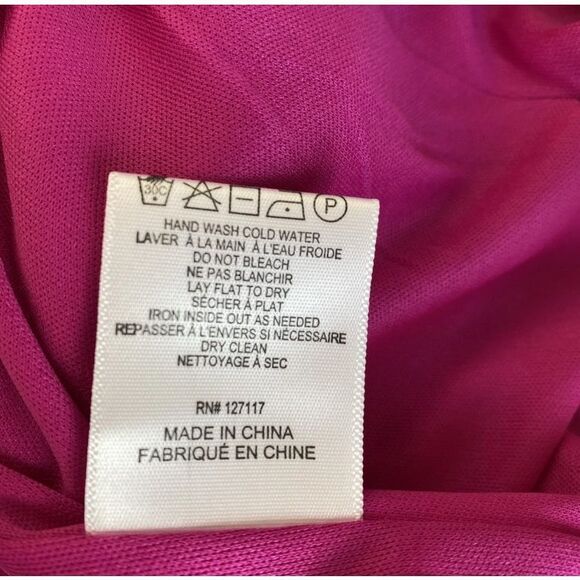 30C P
HAND WASH COLD WATER
LAVER À LA MAIN À L'EAU FROIDE
DO NOT BLEACH
NE PAS BLANCHIR
LAY FLAT TO DRY
SÉCHER À PLAT
IRON INSIDE OUT AS NEEDED
REPASSER À L'ENVERS SI NÉCESSAIRE
DRY CLEAN
NETTOYAGE À SEC
RN# 127117
MADE IN CHINA
FABRIQUÉ EN CHINE